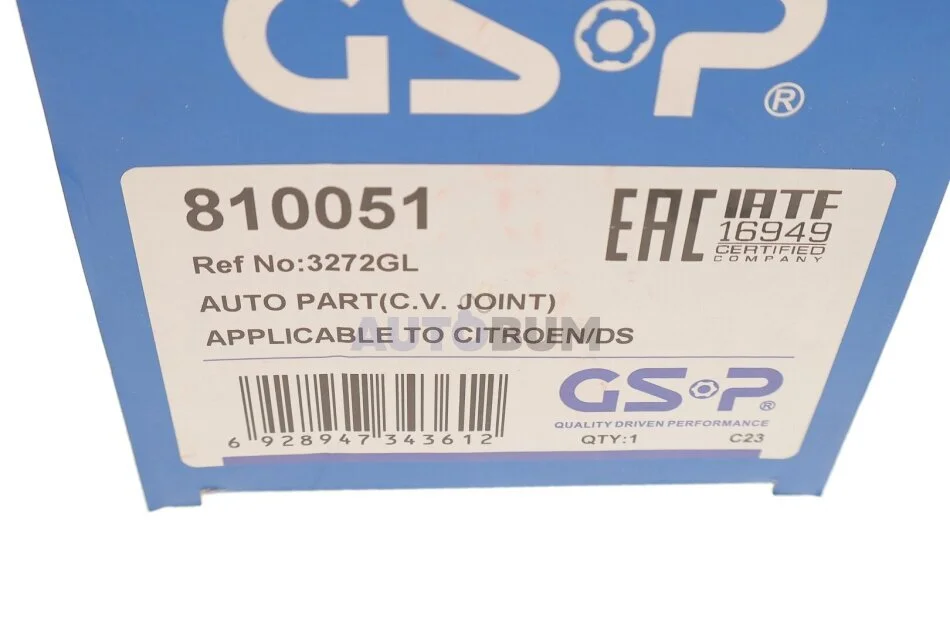 GSP®
810051
EAC
IATF
16949
CERTIFIED
COMPANY
Ref No:3272GL
AUTO PART(C.V. JOINT)
APPLICABLE TO CITROEN/DS
AUTOBUM
6 928947 343612
GSP®
QUALITY DRIVEN PERFORMANCE
QTY:1 C23